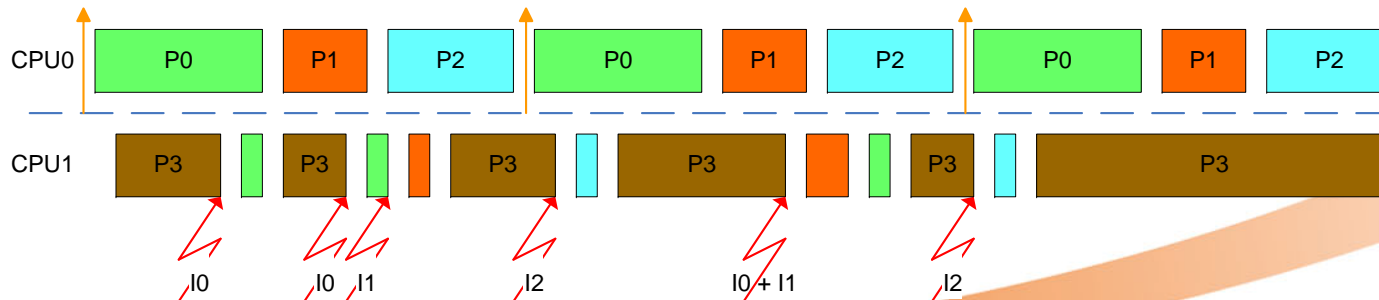 CPU0 P0 P1 P2 P0 P1 P2 P0 P1 P2
CPU1 P3 P3 P3 P3 P3 P3
I0 I0 I1 I2 I0 + I1 I2